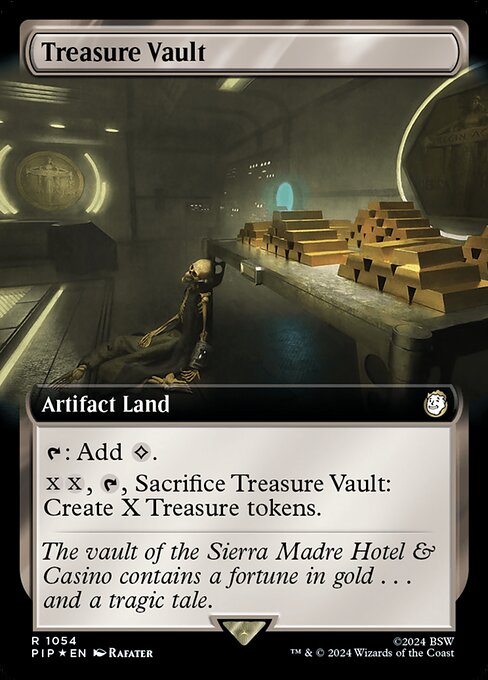 Treasure Vault
Artifact Land
: Add .
X X, , Sacrifice Treasure Vault:
Create X Treasure tokens.
The vault of the Sierra Madre Hotel &
Casino contains a fortune in gold . . .
and a tragic tale.
R 1054
PIP ★ EN RAFATER
©2024 BSW
™ & © 2024 Wizards of the Coast